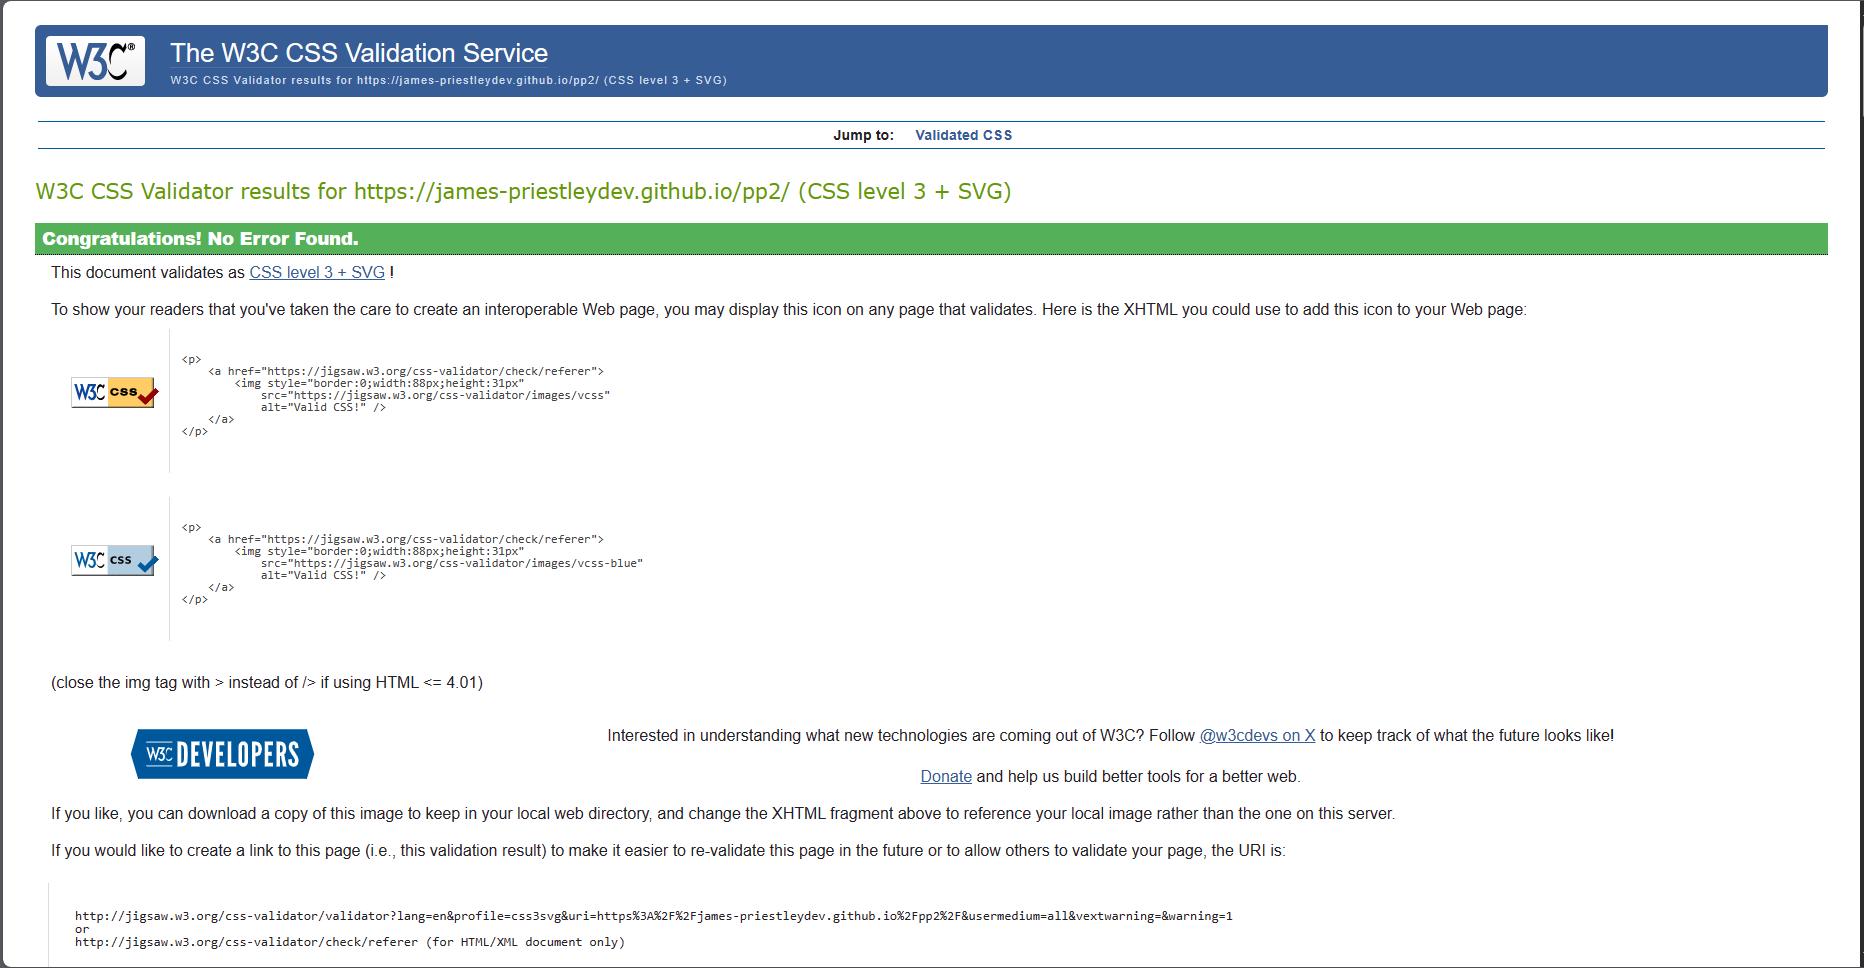 W3C®
The W3C CSS Validation Service
W3C CSS Validator results for https://james-priestleydev.github.io/pp2/ (CSS level 3 + SVG)
Jump to: Validated CSS
W3C CSS Validator results for https://james-priestleydev.github.io/pp2/ (CSS level 3 + SVG)
Congratulations! No Error Found.
This document validates as CSS level 3 + SVG !
To show your readers that you've taken the care to create an interoperable Web page, you may display this icon on any page that validates. Here is the XHTML you could use to add this icon to your Web page:
W3C css
<p>
    <a href="https://jigsaw.w3.org/css-validator/check/referer">
        <img style="border:0;width:88px;height:31px"
            src="https://jigsaw.w3.org/css-validator/images/vcss"
            alt="Valid CSS!" />
    </a>
</p>
W3C css
<p>
    <a href="https://jigsaw.w3.org/css-validator/check/referer">
        <img style="border:0;width:88px;height:31px"
            src="https://jigsaw.w3.org/css-validator/images/vcss-blue"
            alt="Valid CSS!" />
    </a>
</p>
(close the img tag with > instead of /> if using HTML <= 4.01)
W3C DEVELOPERS
Interested in understanding what new technologies are coming out of W3C? Follow @w3cdevs on X to keep track of what the future looks like!
Donate and help us build better tools for a better web.
If you like, you can download a copy of this image to keep in your local web directory, and change the XHTML fragment above to reference your local image rather than the one on this server.
If you would like to create a link to this page (i.e., this validation result) to make it easier to re-validate this page in the future or to allow others to validate your page, the URI is:
http://jigsaw.w3.org/css-validator/validator?lang=en&profile=css3svg&uri=https%3A%2F%2Fjames-priestleydev.github.io%2Fpp2%2F&usermedium=all&vextwarning=&warning=1
or
http://jigsaw.w3.org/css-validator/check/referer (for HTML/XML document only)